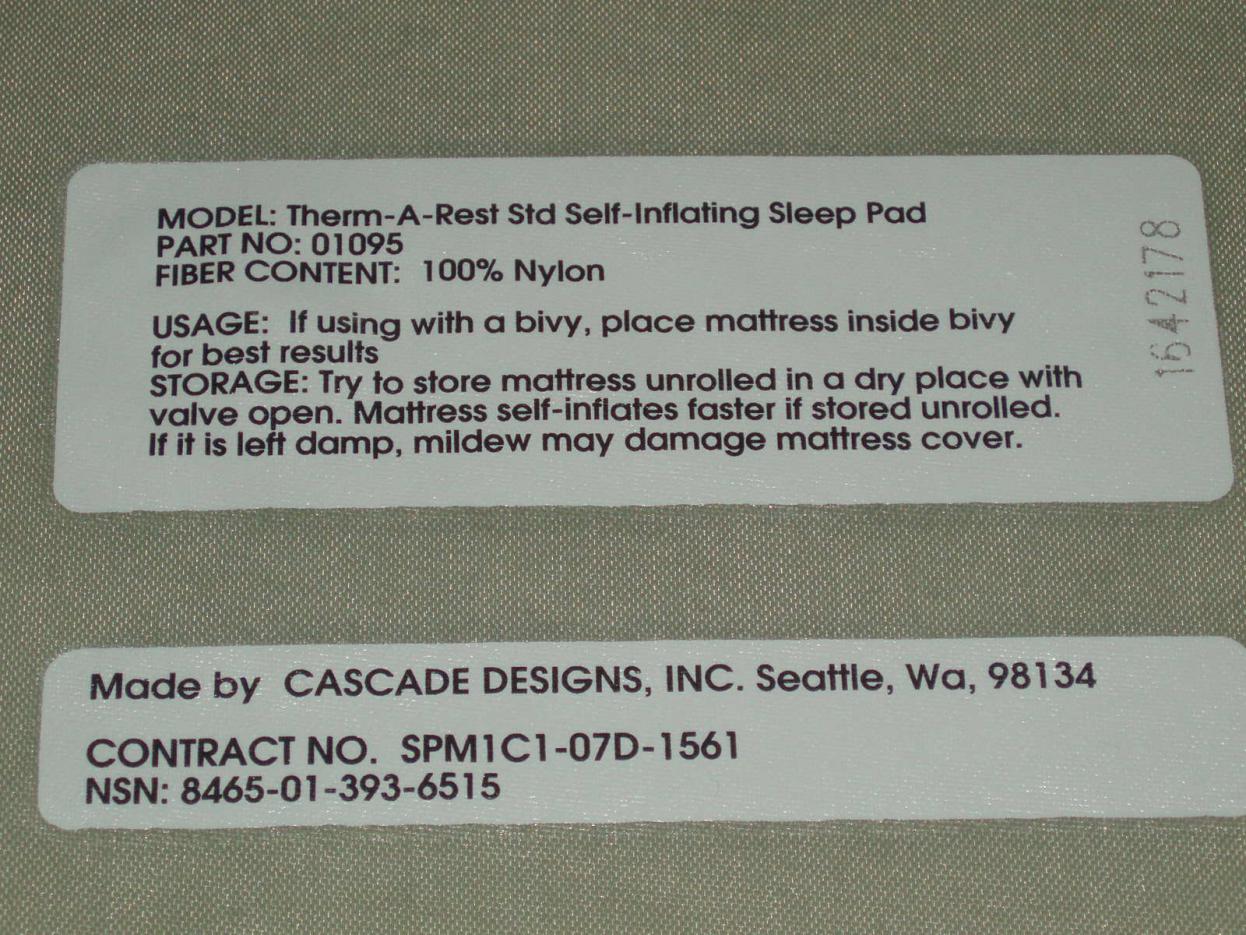 MODEL: Therm-A-Rest Std Self-Inflating Sleep Pad
PART NO: 01095
FIBER CONTENT: 100% Nylon
USAGE: If using with a bivy, place mattress inside bivy
for best results
STORAGE: Try to store mattress unrolled in a dry place with
valve open. Mattress self-inflates faster if stored unrolled.
If it is left damp, mildew may damage mattress cover.
1642178
Made by CASCADE DESIGNS, INC. Seattle, Wa, 98134
CONTRACT NO. SPM1C1-07D-1561
NSN: 8465-01-393-6515